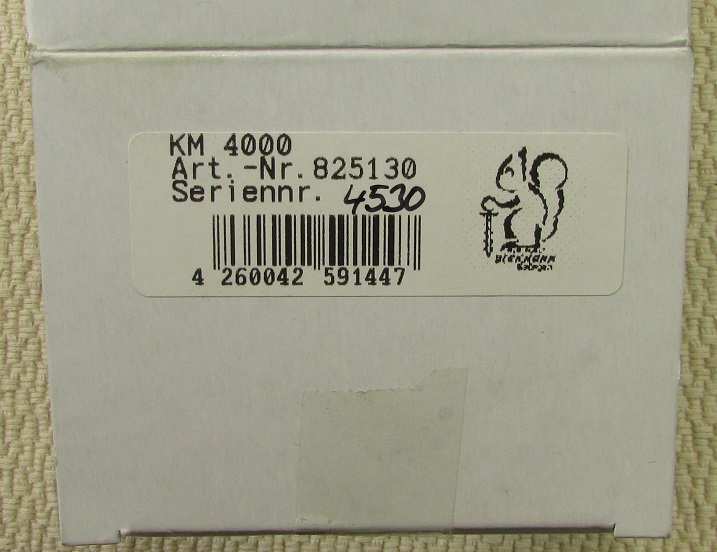 KM 4000
Art.-Nr.825130
Seriennr. 4530
4 260042 591447